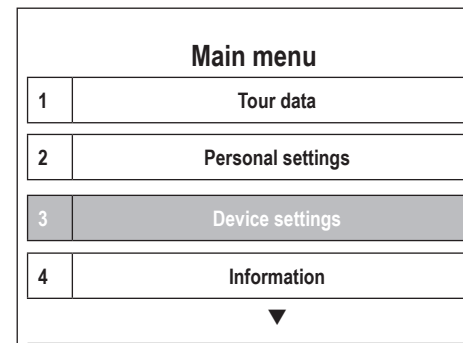 Main menu
1 Tour data
2 Personal settings
3 Device settings
4 Information
▼